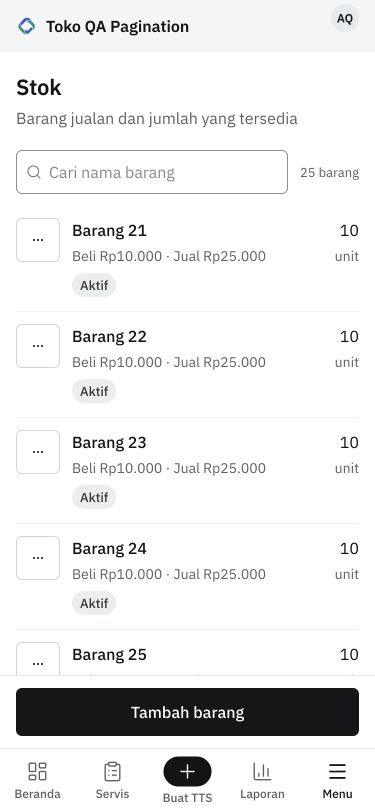 Toko QA Pagination
AQ
Stok
Barang jualan dan jumlah yang tersedia
Cari nama barang
25 barang
...
Barang 21
10
Beli Rp10.000 · Jual Rp25.000
unit
Aktif
...
Barang 22
10
Beli Rp10.000 · Jual Rp25.000
unit
Aktif
...
Barang 23
10
Beli Rp10.000 · Jual Rp25.000
unit
Aktif
...
Barang 24
10
Beli Rp10.000 · Jual Rp25.000
unit
Aktif
...
Barang 25
10
Tambah barang
Beranda
Servis
Buat TTS
Laporan
Menu